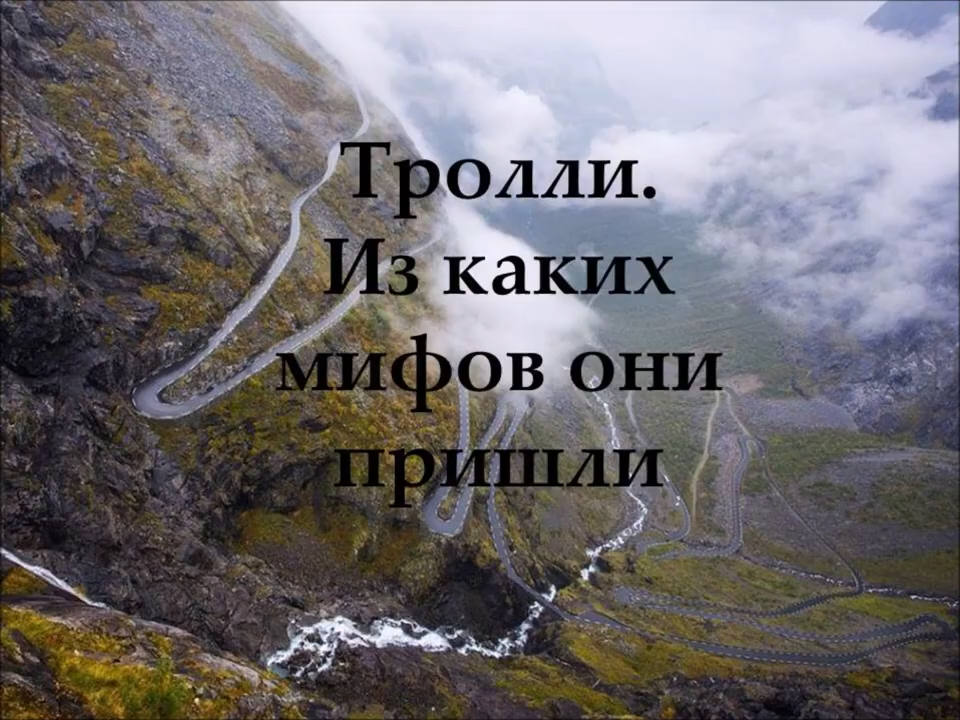 Тролли.
Из каких
мифов они
пришли